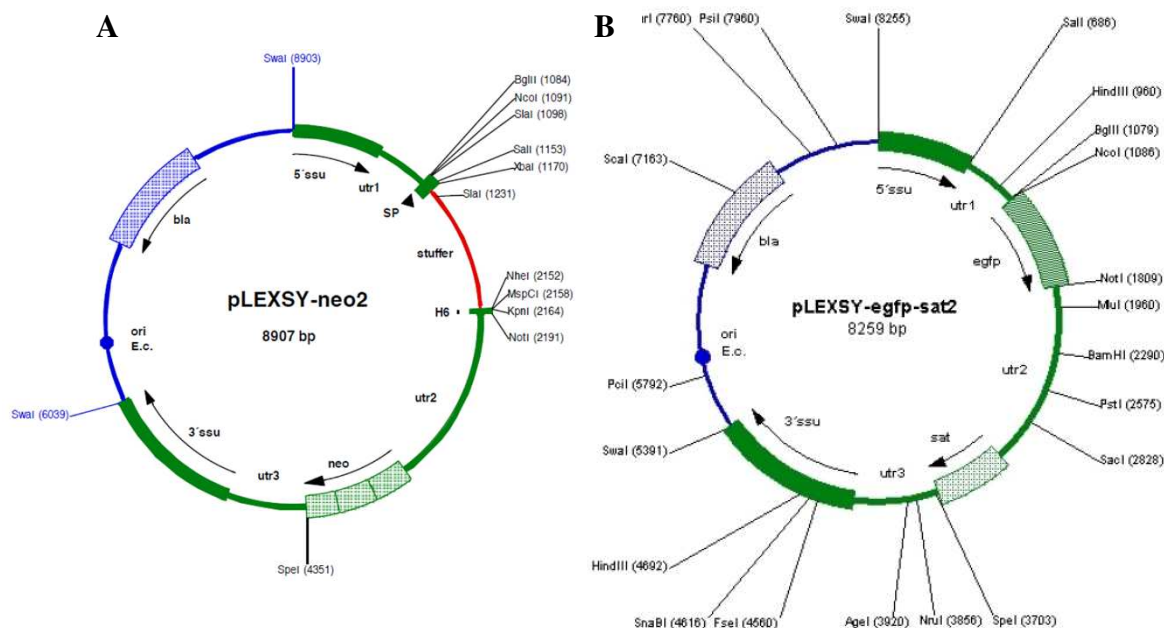 A
SwaI (8903)
BglII (1084)
NcoI (1091)
SlaI (1098)
SalI (1153)
XbaI (1170)
SlaI (1231)
5´ssu
utr1
SP
bla
stuffer
pLEXSY-neo2
8907 bp
NheI (2152)
MspCI (2158)
KpnI (2164)
NotI (2191)
H6
ori
E.c.
SwaI (6039)
3´ssu
utr2
utr3
neo
SpeI (4351)
B
rI (7760)
PsiI (7960)
SwaI (8255)
SalI (686)
HindIII (960)
BglII (1079)
NcoI (1086)
ScaI (7163)
5´ssu
utr1
bla
egfp
pLEXSY-egfp-sat2
8259 bp
NotI (1809)
MluI (1960)
BamHI (2290)
PstI (2575)
SacI (2828)
ori
E.c.
utr2
PciI (5792)
SwaI (5391)
3´ssu
sat
utr3
HindIII (4692)
SnaBI (4616)
FseI (4560)
AgeI (3920)
NruI (3856)
SpeI (3703)